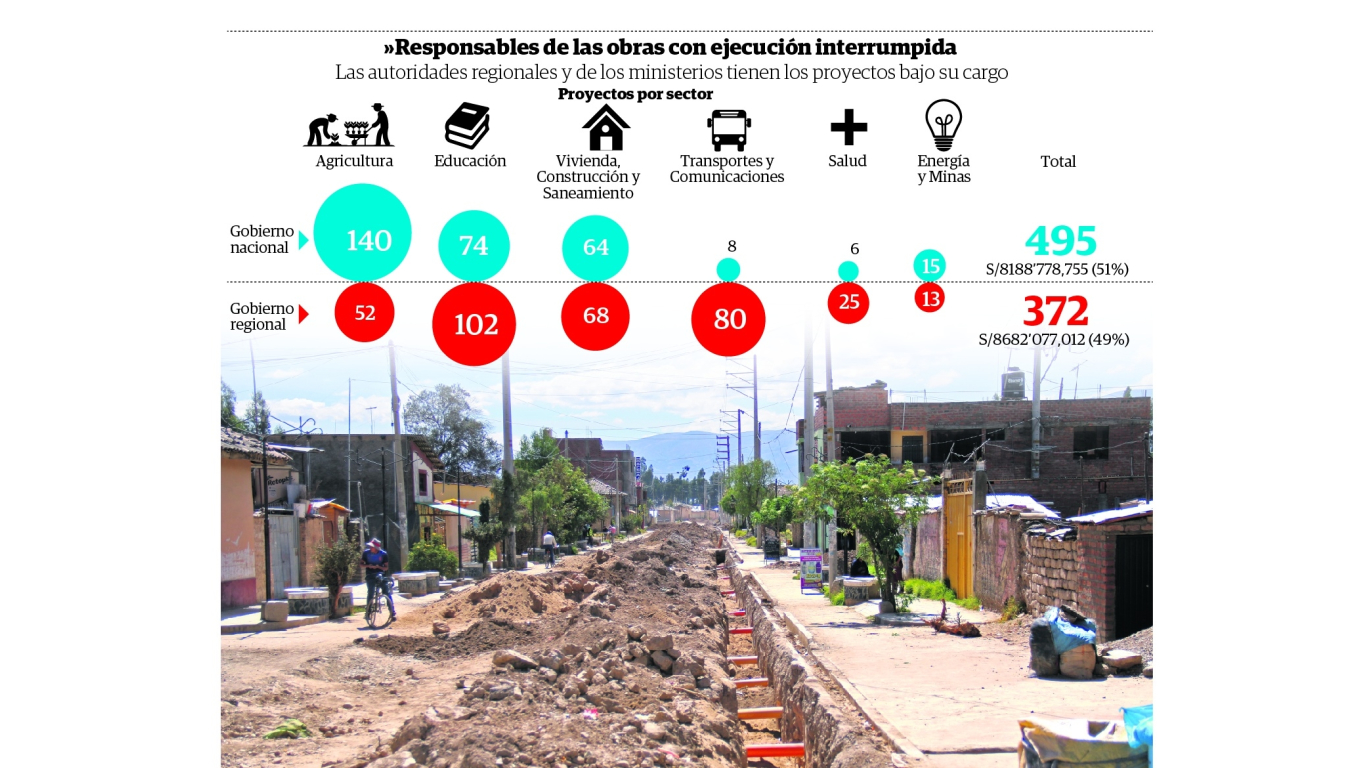 »Responsables de las obras con ejecución interrumpida
Las autoridades regionales y de los ministerios tienen los proyectos bajo su cargo
Proyectos por sector
Agricultura
Educación
Vivienda,
Construcción y
Saneamiento
Transportes y
Comunicaciones
Salud
Energía
y Minas
Total
Gobierno
nacional
140
74
64
8
6
15
495
S/8188'778,755 (51%)
Gobierno
regional
52
102
68
80
25
13
372
S/8682'077,012 (49%)